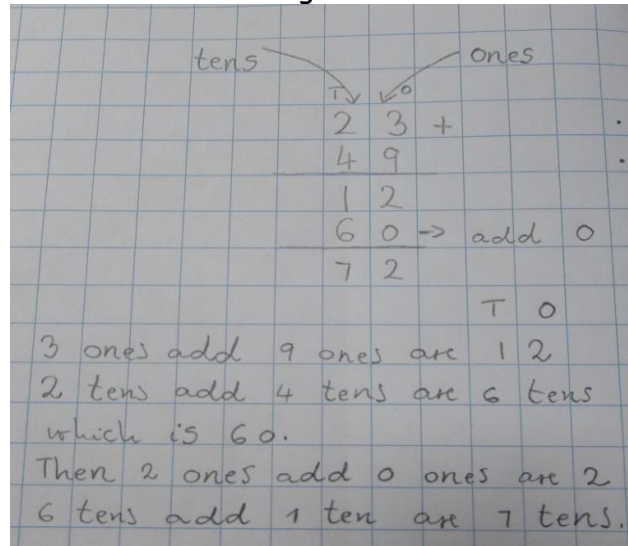 tens ones
T O
2 3 +
4 9
1 2
6 0 → add 0
7 2
T O
3 ones add 9 ones are 1 2
2 tens add 4 tens are 6 tens
which is 60.
Then 2 ones add 0 ones are 2
6 tens add 1 ten are 7 tens.